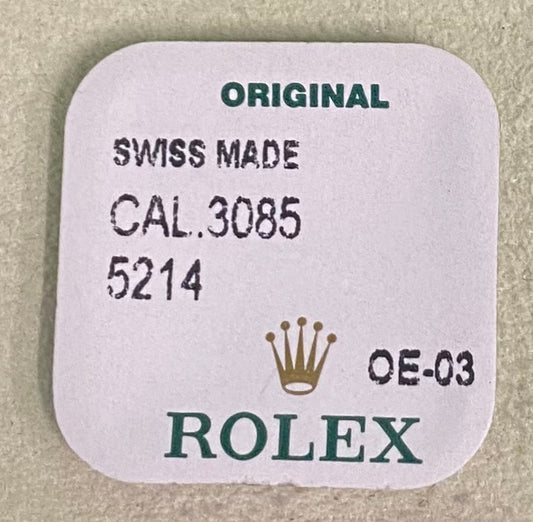 ORIGINAL
SWISS MADE
CAL.3085
5214
OE-03
ROLEX